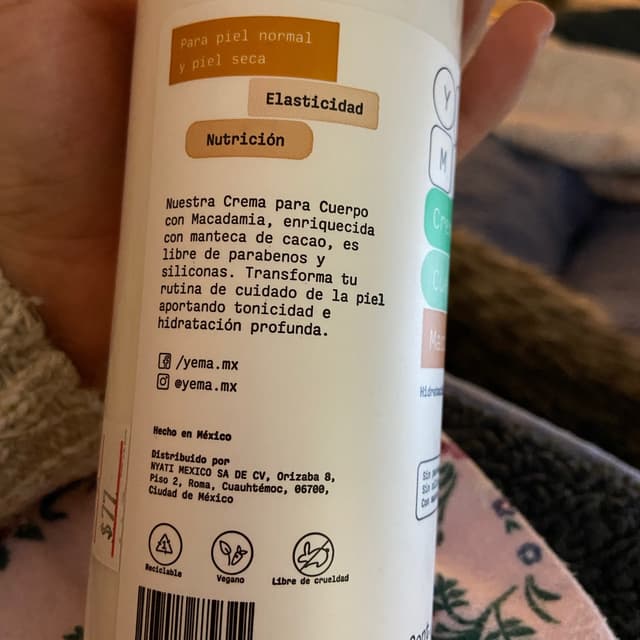 Para piel normal
y piel seca
Elasticidad
Nutrición
Nuestra Crema para Cuerpo
con Macadamia, enriquecida
con manteca de cacao, es
libre de parabenos y
siliconas. Transforma tu
rutina de cuidado de la piel
aportando tonicidad e
hidratación profunda.
/yema.mx
@yema.mx
Hecho en México
Distribuido por
NYATI MEXICO SA DE CV, Orizaba 8,
Piso 2, Roma, Cuauhtémoc, 06700,
Ciudad de México
Reciclable
Vegano
Libre de crueldad
$77
Y
M
Sin
Sin
Con